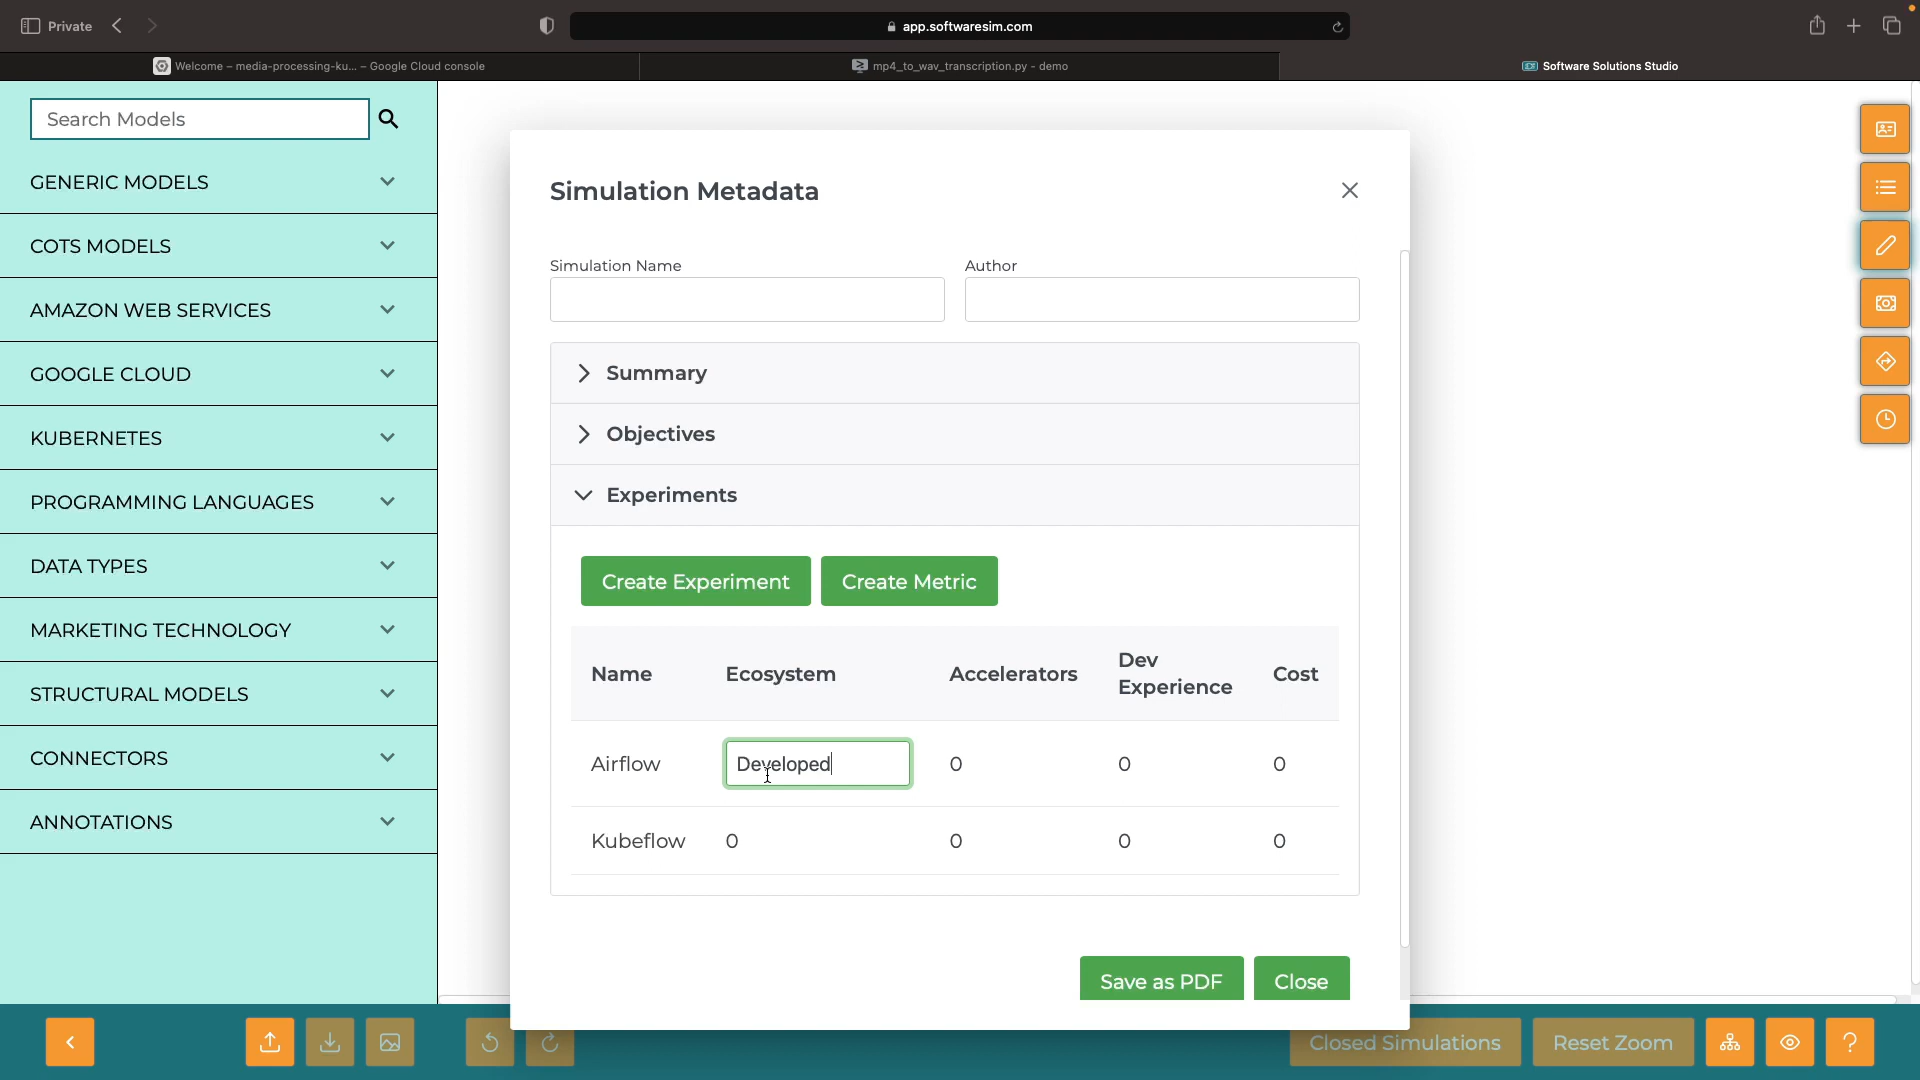 Private
app.softwaresim.com
Welcome – media-processing-ku... – Google Cloud console
mp4_to_wav_transcription.py - demo
Software Solutions Studio
Search Models
GENERIC MODELS
COTS MODELS
AMAZON WEB SERVICES
GOOGLE CLOUD
KUBERNETES
PROGRAMMING LANGUAGES
DATA TYPES
MARKETING TECHNOLOGY
STRUCTURAL MODELS
CONNECTORS
ANNOTATIONS
Simulation Metadata
Simulation Name
Author
Summary
Objectives
Experiments
Create Experiment
Create Metric
Name Ecosystem Accelerators Dev Experience Cost
Airflow Developed 0 0 0
Kubeflow 0 0 0 0
Save as PDF
Close
Closed Simulations
Reset Zoom
?